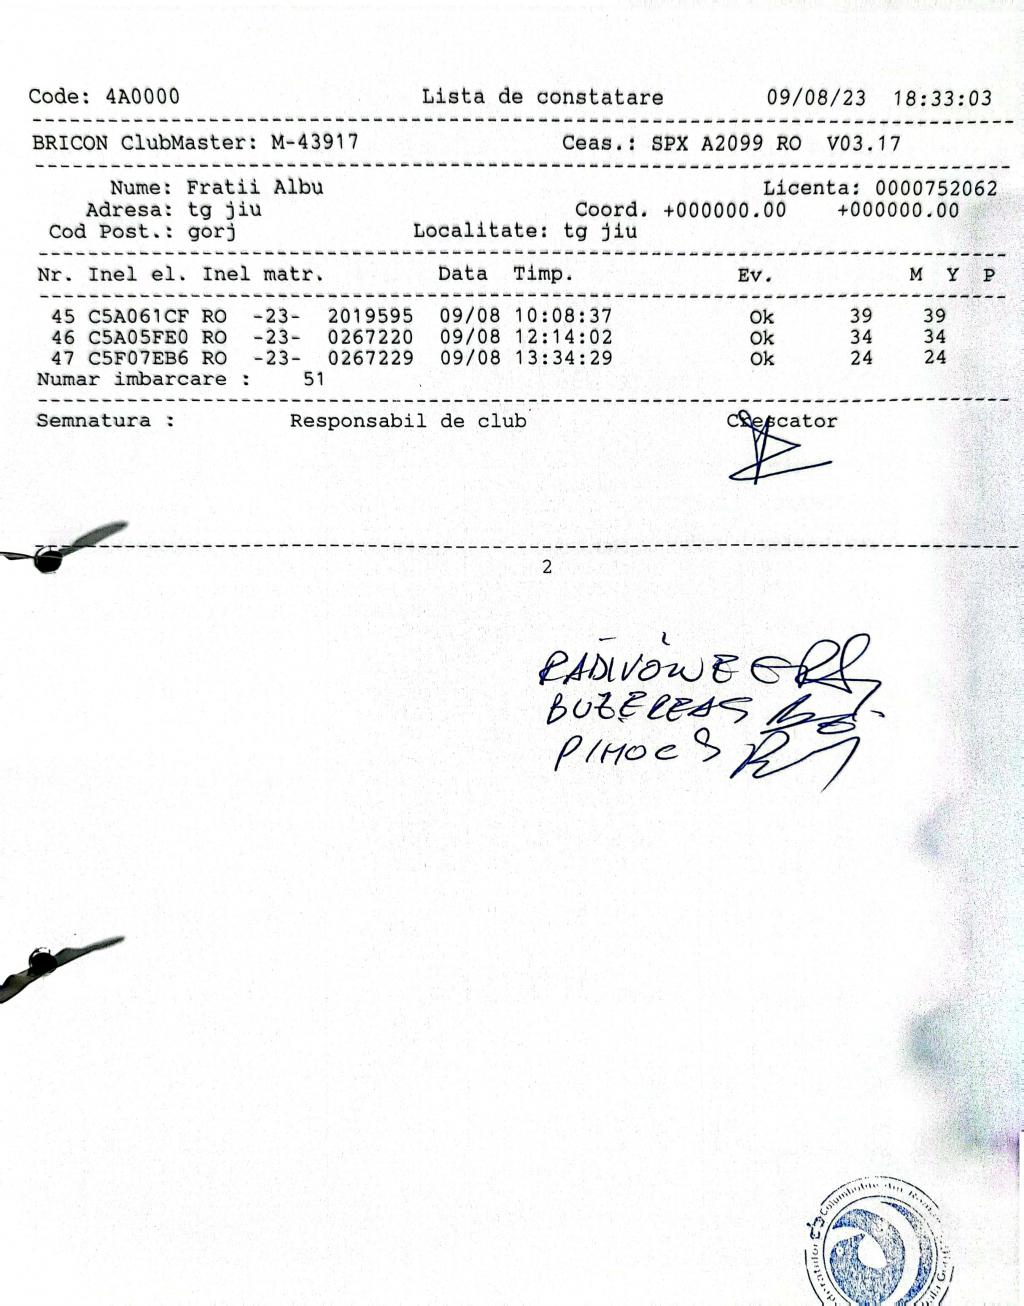 Code: 4A0000 Lista de constatare 09/08/23 18:33:03
BRICON ClubMaster: M-43917 Ceas.: SPX A2099 RO V03.17
Nume: Fratii Albu Licenta: 0000752062
Adresa: tg jiu Coord. +000000.00 +000000.00
Cod Post.: gorj Localitate: tg jiu
Nr. Inel el. Inel matr. Data Timp. Ev. M Y P
45 C5A061CF RO -23- 2019595 09/08 10:08:37 Ok 39 39
46 C5A05FE0 RO -23- 0267220 09/08 12:14:02 Ok 34 34
47 C5F07EB6 RO -23- 0267229 09/08 13:34:29 Ok 24 24
Numar imbarcare : 51
Semnatura : Responsabil de club Crescator
2